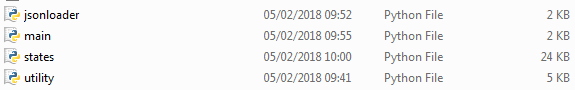 jsonloader 05/02/2018 09:52 Python File 2 KB
main 05/02/2018 09:55 Python File 2 KB
states 05/02/2018 10:00 Python File 24 KB
utility 05/02/2018 09:41 Python File 5 KB